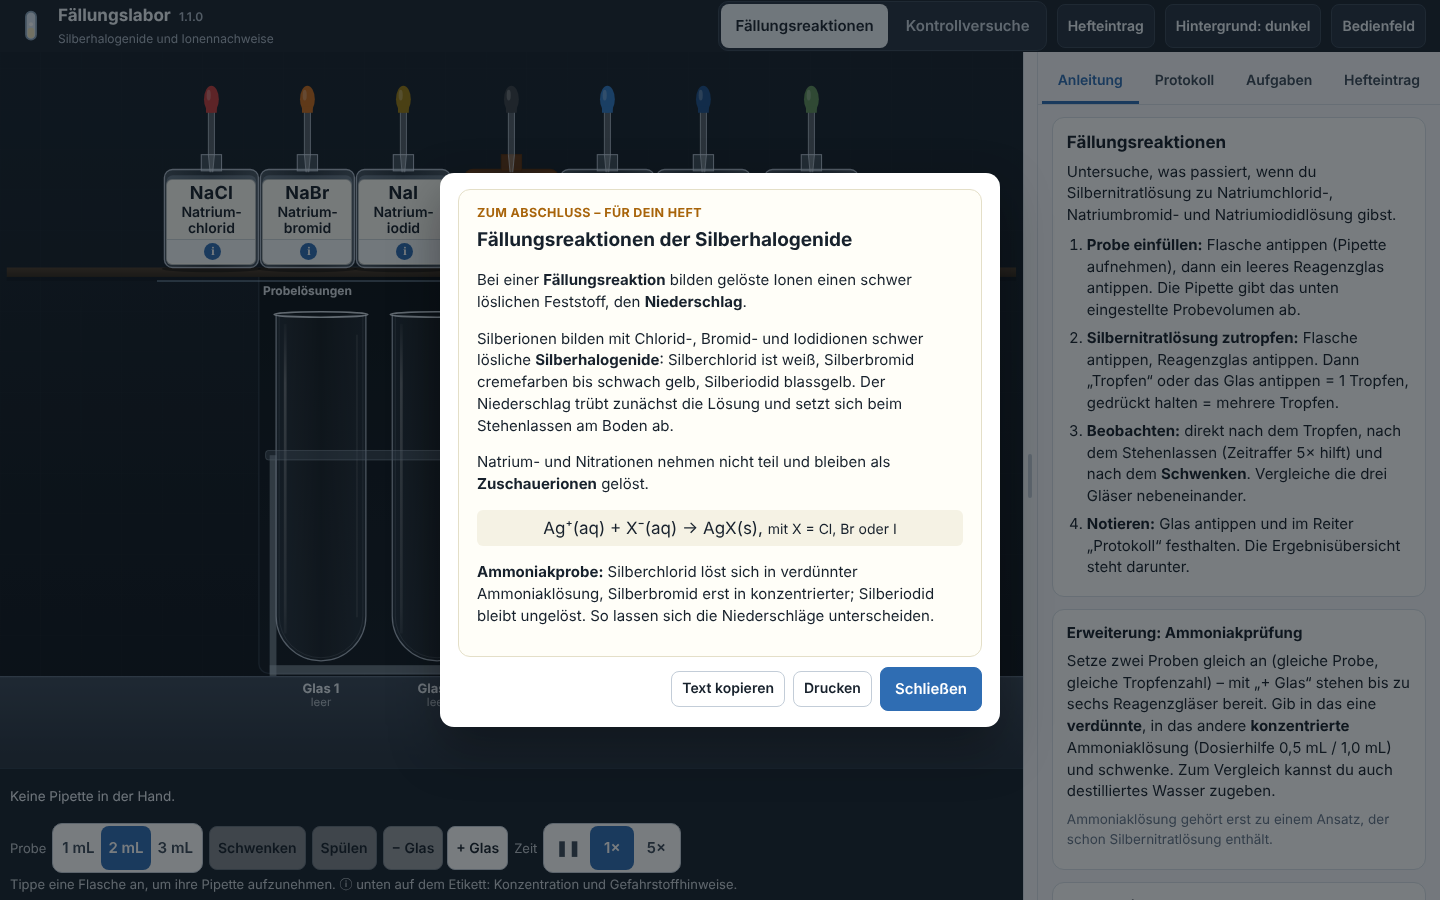 Fällungslabor 1.1.0
Silberhalogenide und Ionennachweise
Fällungsreaktionen
Kontrollversuche
Hefteintrag
Hintergrund: dunkel
Bedienfeld
NaCl
Natrium-
chlorid
i
NaBr
Natrium-
bromid
i
NaI
Natrium-
iodid
i
Probelösungen
Glas 1
leer
ZUM ABSCHLUSS – FÜR DEIN HEFT
Fällungsreaktionen der Silberhalogenide
Bei einer Fällungsreaktion bilden gelöste Ionen einen schwer
löslichen Feststoff, den Niederschlag.
Silberionen bilden mit Chlorid-, Bromid- und Iodidionen schwer
lösliche Silberhalogenide: Silberchlorid ist weiß, Silberbromid
cremefarben bis schwach gelb, Silberiodid blassgelb. Der
Niederschlag trübt zunächst die Lösung und setzt sich beim
Stehenlassen am Boden ab.
Natrium- und Nitrationen nehmen nicht teil und bleiben als
Zuschauerionen gelöst.
Ag⁺(aq) + X⁻(aq) → AgX(s), mit X = Cl, Br oder I
Ammoniakprobe: Silberchlorid löst sich in verdünnter
Ammoniaklösung, Silberbromid erst in konzentrierter; Silberiodid
bleibt ungelöst. So lassen sich die Niederschläge unterscheiden.
Text kopieren
Drucken
Schließen
Keine Pipette in der Hand.
Probe 1 mL 2 mL 3 mL Schwenken Spülen − Glas + Glas Zeit ❚❚ 1× 5×
Tippe eine Flasche an, um ihre Pipette aufzunehmen. ⓘ unten auf dem Etikett: Konzentration und Gefahrstoffhinweise.
Anleitung
Protokoll
Aufgaben
Hefteintrag
Fällungsreaktionen
Untersuche, was passiert, wenn du
Silbernitratlösung zu Natriumchlorid-,
Natriumbromid- und Natriumiodidlösung gibst.
1. Probe einfüllen: Flasche antippen (Pipette
aufnehmen), dann ein leeres Reagenzglas
antippen. Die Pipette gibt das unten
eingestellte Probevolumen ab.
2. Silbernitratlösung zutropfen: Flasche
antippen, Reagenzglas antippen. Dann
„Tropfen“ oder das Glas antippen = 1 Tropfen,
gedrückt halten = mehrere Tropfen.
3. Beobachten: direkt nach dem Tropfen, nach
dem Stehenlassen (Zeitraffer 5× hilft) und
nach dem Schwenken. Vergleiche die drei
Gläser nebeneinander.
4. Notieren: Glas antippen und im Reiter
„Protokoll“ festhalten. Die Ergebnisübersicht
steht darunter.
Erweiterung: Ammoniakprüfung
Setze zwei Proben gleich an (gleiche Probe,
gleiche Tropfenzahl) – mit „+ Glas“ stehen bis zu
sechs Reagenzgläser bereit. Gib in das eine
verdünnte, in das andere konzentrierte
Ammoniaklösung (Dosierhilfe 0,5 mL / 1,0 mL)
und schwenke. Zum Vergleich kannst du auch
destilliertes Wasser zugeben.
Ammoniaklösung gehört erst zu einem Ansatz, der
schon Silbernitratlösung enthält.